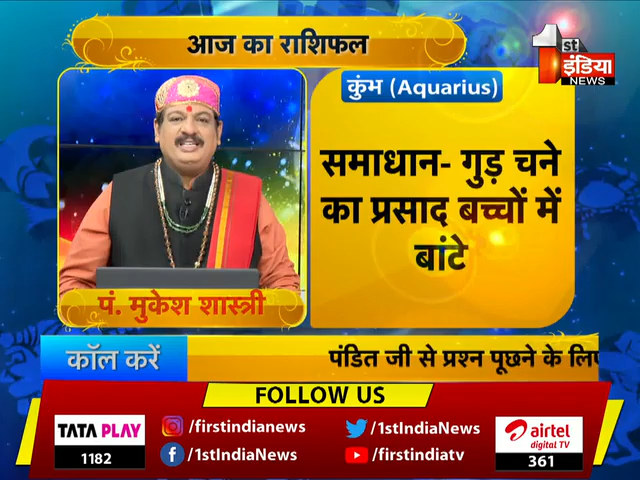 आज का राशिफल
1st
इंडिया
NEWS
कुंभ (Aquarius)
समाधान- गुड़ चने
का प्रसाद बच्चों में
बांटे
पं. मुकेश शास्त्री
कॉल करें
पंडित जी से प्रश्न पूछने के लिए
FOLLOW US
TATA PLAY
1182
/firstindianews
/1stIndiaNews
/1stIndiaNews
/firstindiatv
airtel
digital TV
361